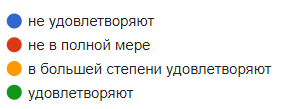 не удовлетворяют
не в полной мере
в большей степени удовлетворяют
удовлетворяют